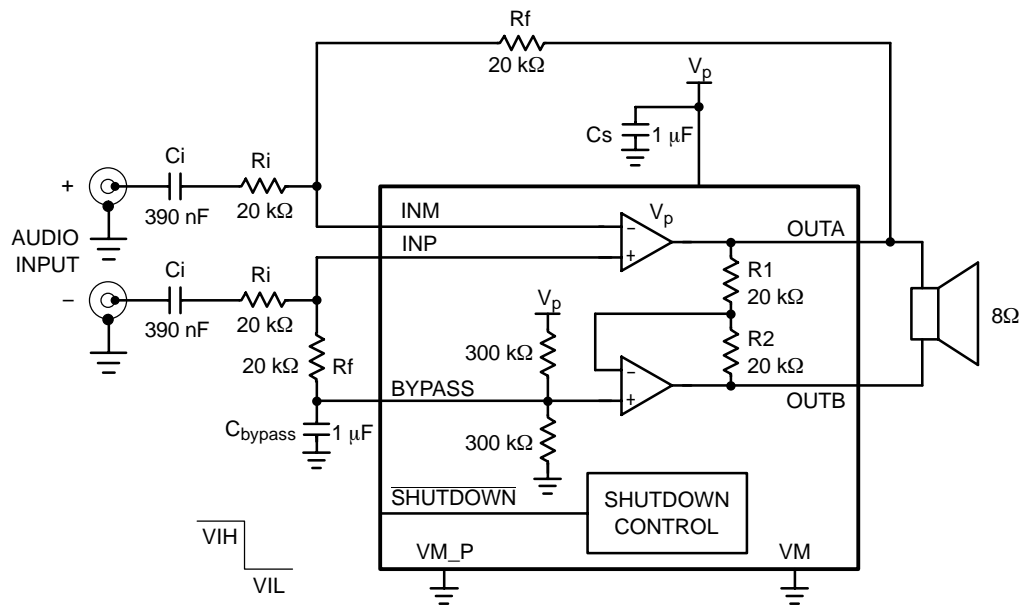 Rf
20 kΩ
Vp
Cs
1 μF
Ci
Ri
+
390 nF
20 kΩ
AUDIO
INPUT
INM
INP
Vp
−
+
OUTA
R1
20 kΩ
Ci
Ri
−
390 nF
20 kΩ
Vp
8Ω
R2
20 kΩ
20 kΩ
Rf
300 kΩ
−
+
BYPASS
OUTB
Cbypass
1 μF
300 kΩ
SHUTDOWN
SHUTDOWN
CONTROL
VIH
VIL
VM_P
VM